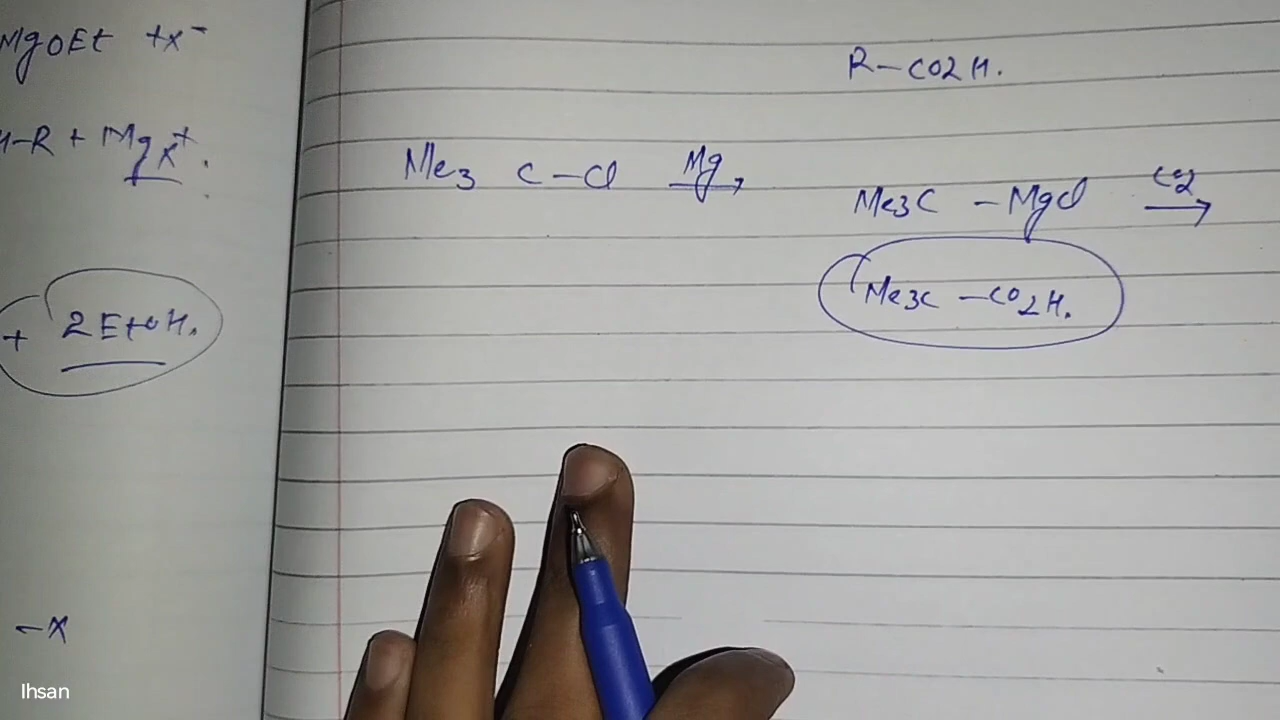 MgOEt +x⁻
H-R + Mgx⁺.
+ 2EtOH.
-x
R-CO2H.
Me3 C-Cl Mg→
Me3C -MgCl CO2→
Me3C -CO2H.
Ihsan